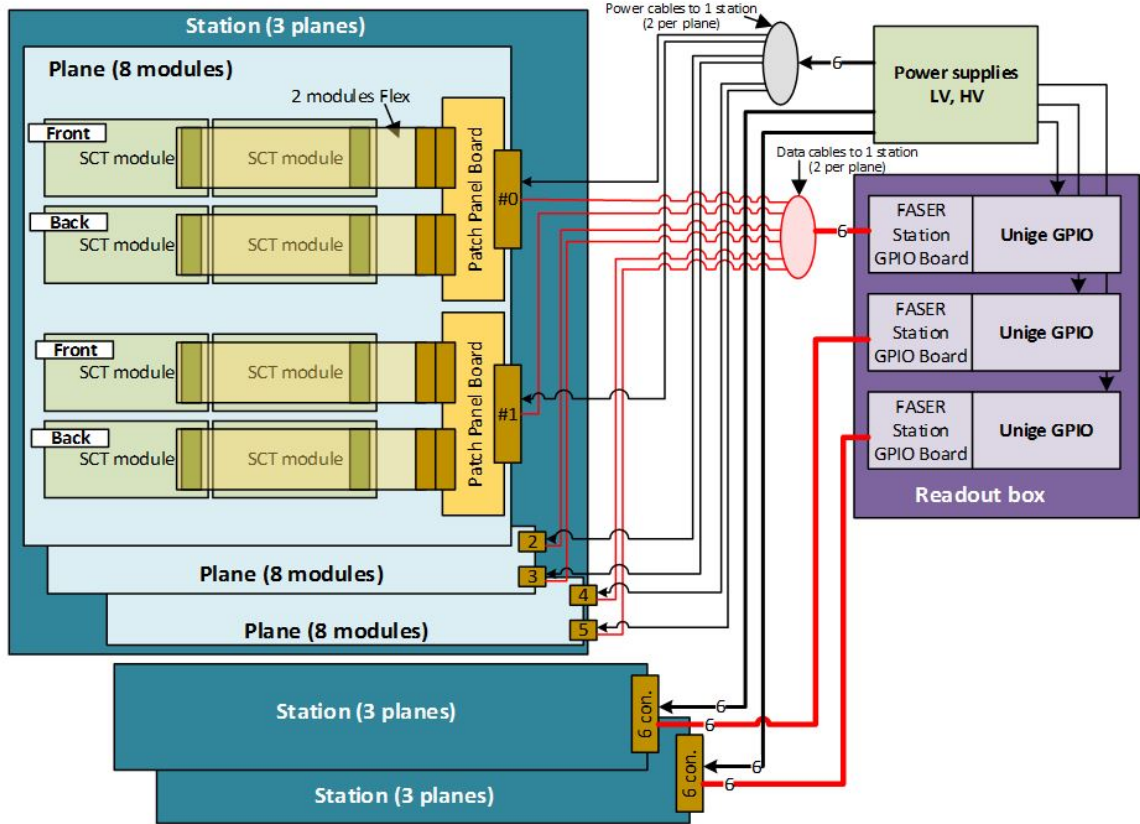 Station (3 planes)
Plane (8 modules)
2 modules Flex
Front
SCT module
SCT module
Back
SCT module
SCT module
Patch Panel Board
#0
Front
SCT module
SCT module
Back
SCT module
SCT module
Patch Panel Board
#1
2
Plane (8 modules)
3
4
Plane (8 modules)
5
Power cables to 1 station
(2 per plane)
6
Power supplies
LV, HV
Data cables to 1 station
(2 per plane)
6
FASER
Station
GPIO Board
Unige GPIO
FASER
Station
GPIO Board
Unige GPIO
FASER
Station
GPIO Board
Unige GPIO
Readout box
Station (3 planes)
6 con.
6
6
Station (3 planes)
6 con.
6
6